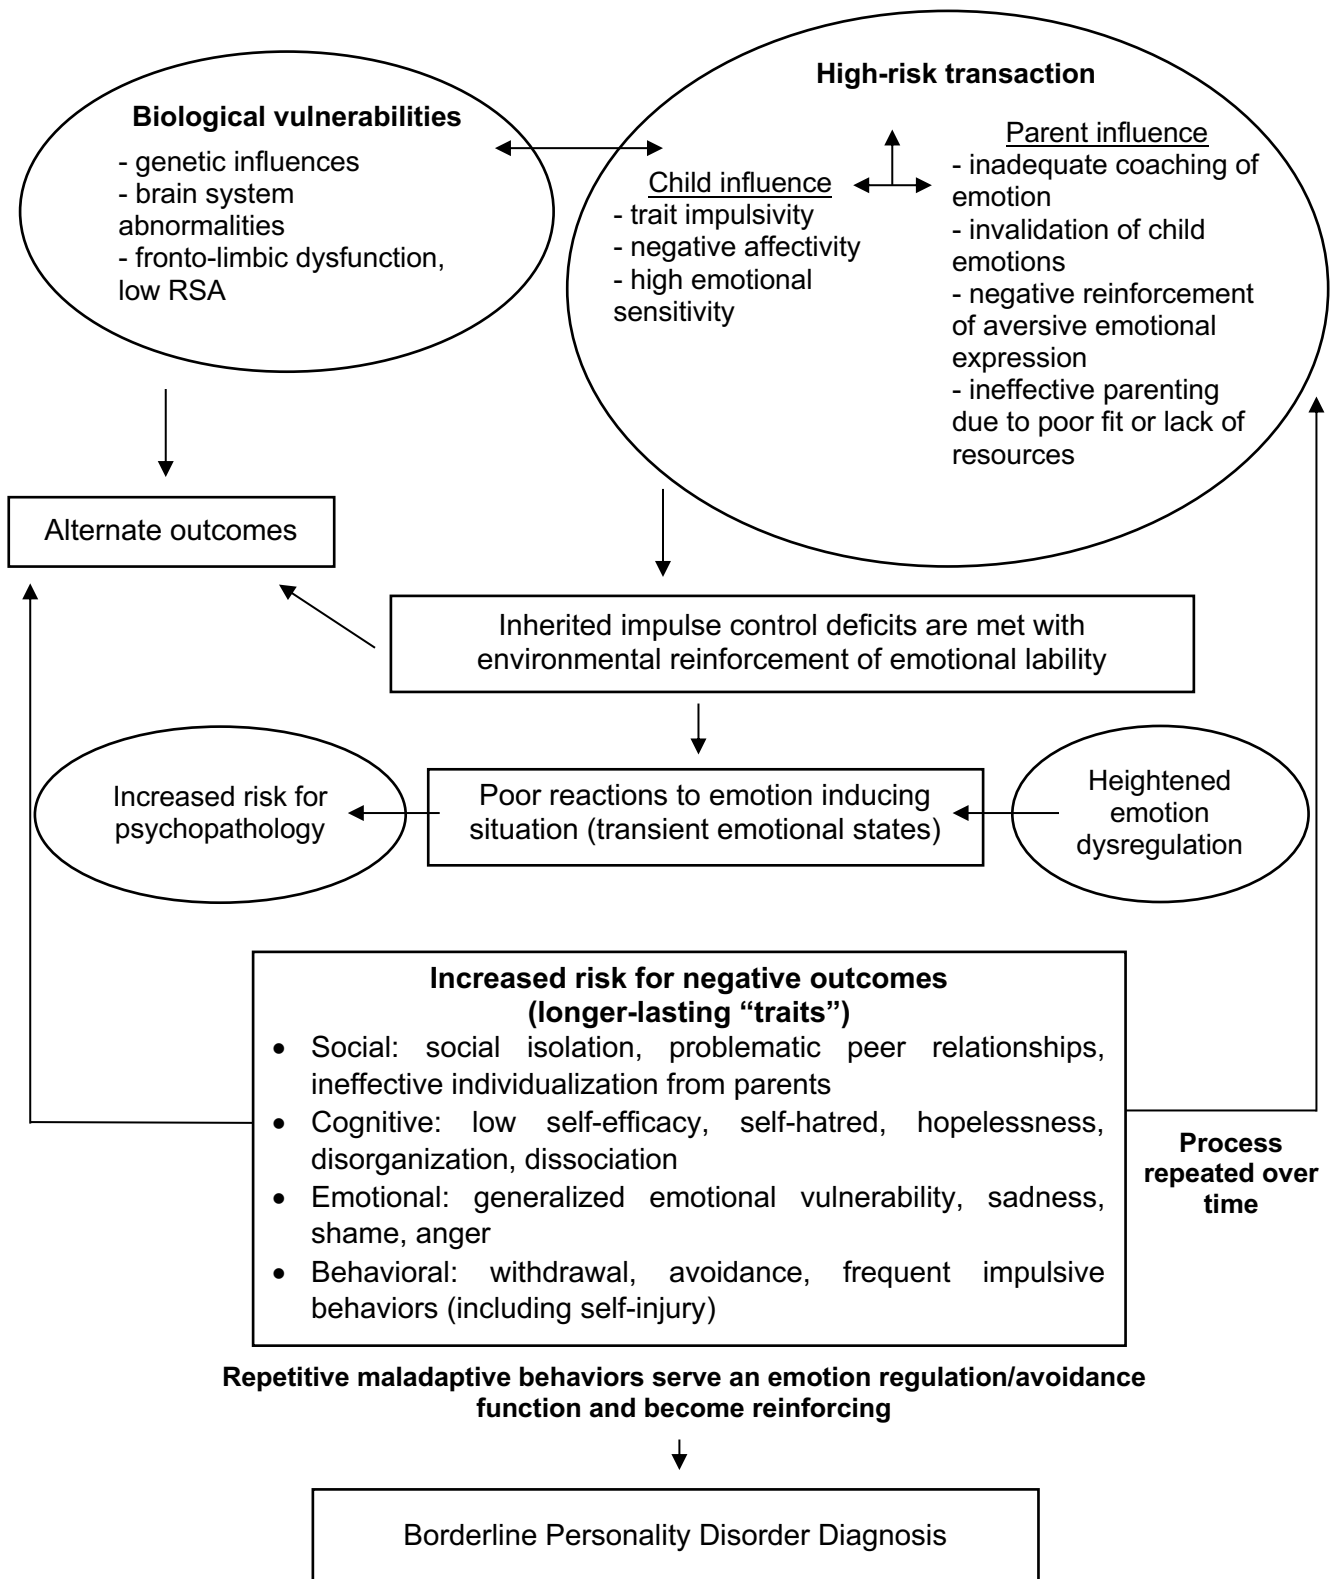 Biological vulnerabilities
- genetic influences
- brain system
abnormalities
- fronto-limbic dysfunction,
low RSA
High-risk transaction
Child influence
- trait impulsivity
- negative affectivity
- high emotional
sensitivity
Parent influence
- inadequate coaching of
emotion
- invalidation of child
emotions
- negative reinforcement
of aversive emotional
expression
- ineffective parenting
due to poor fit or lack of
resources
Alternate outcomes
Inherited impulse control deficits are met with
environmental reinforcement of emotional lability
Increased risk for
psychopathology
Poor reactions to emotion inducing
situation (transient emotional states)
Heightened
emotion
dysregulation
Increased risk for negative outcomes
(longer-lasting “traits”)
• Social: social isolation, problematic peer relationships,
ineffective individualization from parents
• Cognitive: low self-efficacy, self-hatred, hopelessness,
disorganization, dissociation
• Emotional: generalized emotional vulnerability, sadness,
shame, anger
• Behavioral: withdrawal, avoidance, frequent impulsive
behaviors (including self-injury)
Process
repeated over
time
Repetitive maladaptive behaviors serve an emotion regulation/avoidance
function and become reinforcing
Borderline Personality Disorder Diagnosis